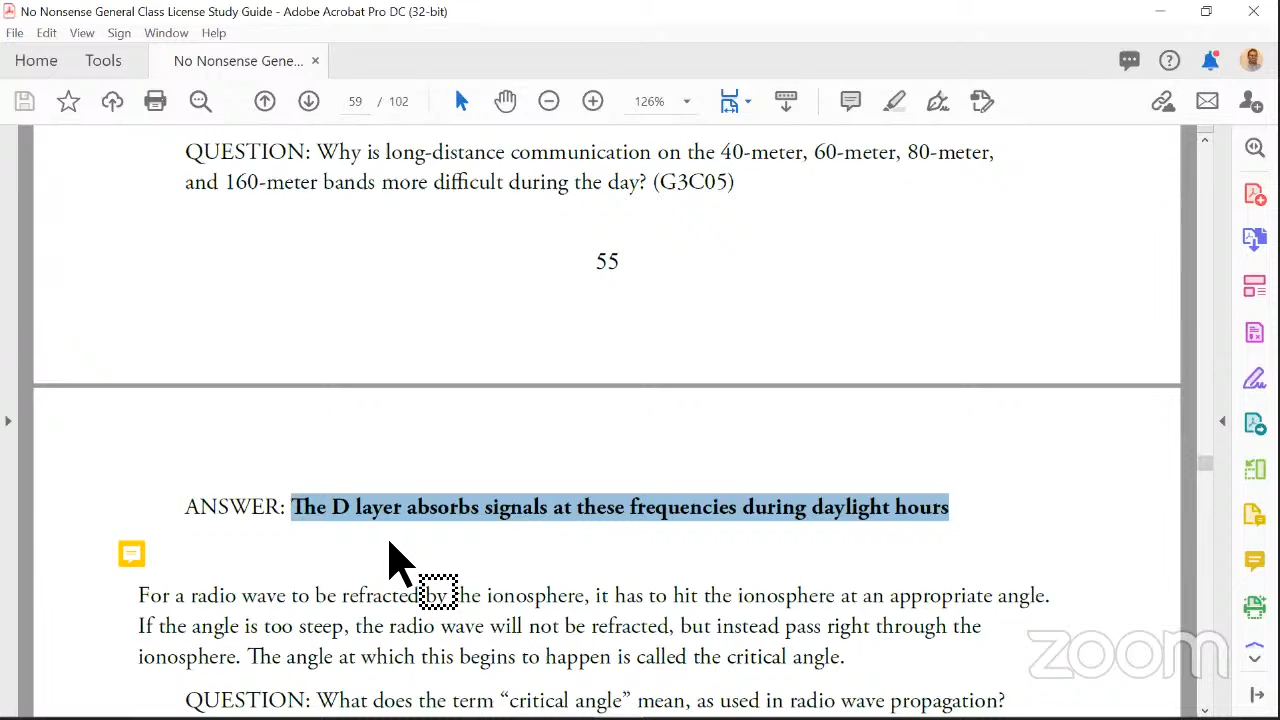 No Nonsense General Class License Study Guide - Adobe Acrobat Pro DC (32-bit)
File Edit View Sign Window Help
Home Tools No Nonsense Gene... ×
59 / 102 126%
QUESTION: Why is long-distance communication on the 40-meter, 60-meter, 80-meter,
and 160-meter bands more difficult during the day? (G3C05)
55
ANSWER: The D layer absorbs signals at these frequencies during daylight hours
For a radio wave to be refracted by the ionosphere, it has to hit the ionosphere at an appropriate angle.
If the angle is too steep, the radio wave will not be refracted, but instead pass right through the
ionosphere. The angle at which this begins to happen is called the critical angle.
zoom
QUESTION: What does the term “critical angle” mean, as used in radio wave propagation?